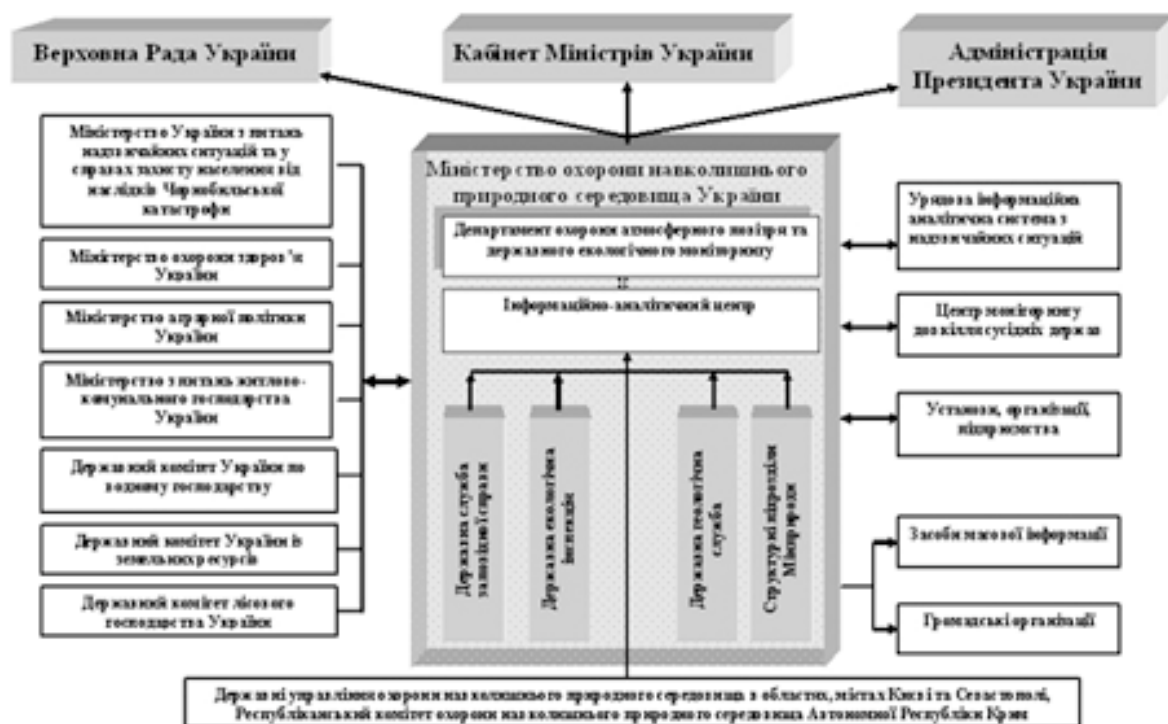 Верховна Рада України
Кабінет Міністрів України
Адміністрація
Президента України
Міністерство України з питань
надзвичайних ситуацій та у
справах захисту населення від
наслідків Чорнобильської
катастрофи
Міністерство охорони здоров'я
України
Міністерство аграрної політики
України
Міністерство з питань житлово-
комунального господарства
України
Державний комітет України по
водному господарству
Державний комітет України із
земельних ресурсів
Державний комітет лісового
господарства України
Міністерство охорони навколишнього
природного середовища України
Департамент охорони атмосферного повітря та
державного екологічного моніторингу
Інформаційно-аналітичний центр
Державна служба
заповідної справи
Державна екологічна
інспекція
Державна геологічна
служба
Структурні підрозділи
Мінприроди
Урядова інформаційна
аналітична система з
надзвичайних ситуацій
Центр моніторингу
довкілля сусідніх держав
Установи, організації,
підприємства
Засоби масової інформації
Громадські організації
Державні управління охорони навколишнього природного середовища в областях, містах Києві та Севастополі,
Республіканський комітет охорони навколишнього природного середовища Автономної Республіки Крим